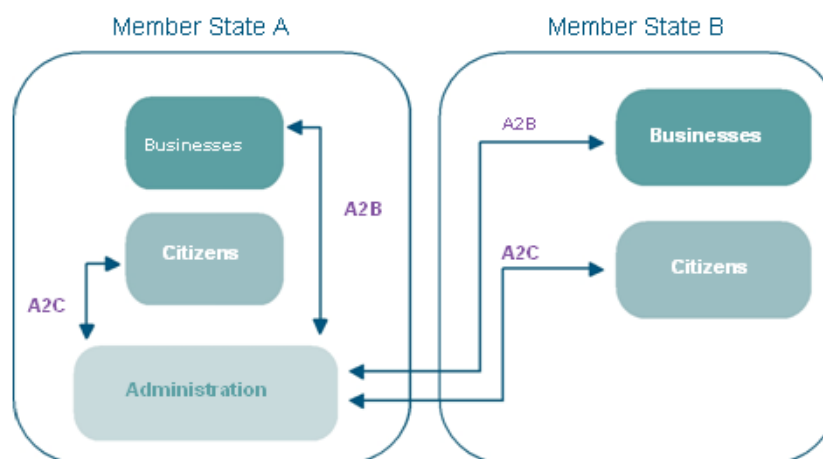 Member State A
Member State B
Businesses
A2B
Citizens
A2C
Administration
A2B
Businesses
A2C
Citizens